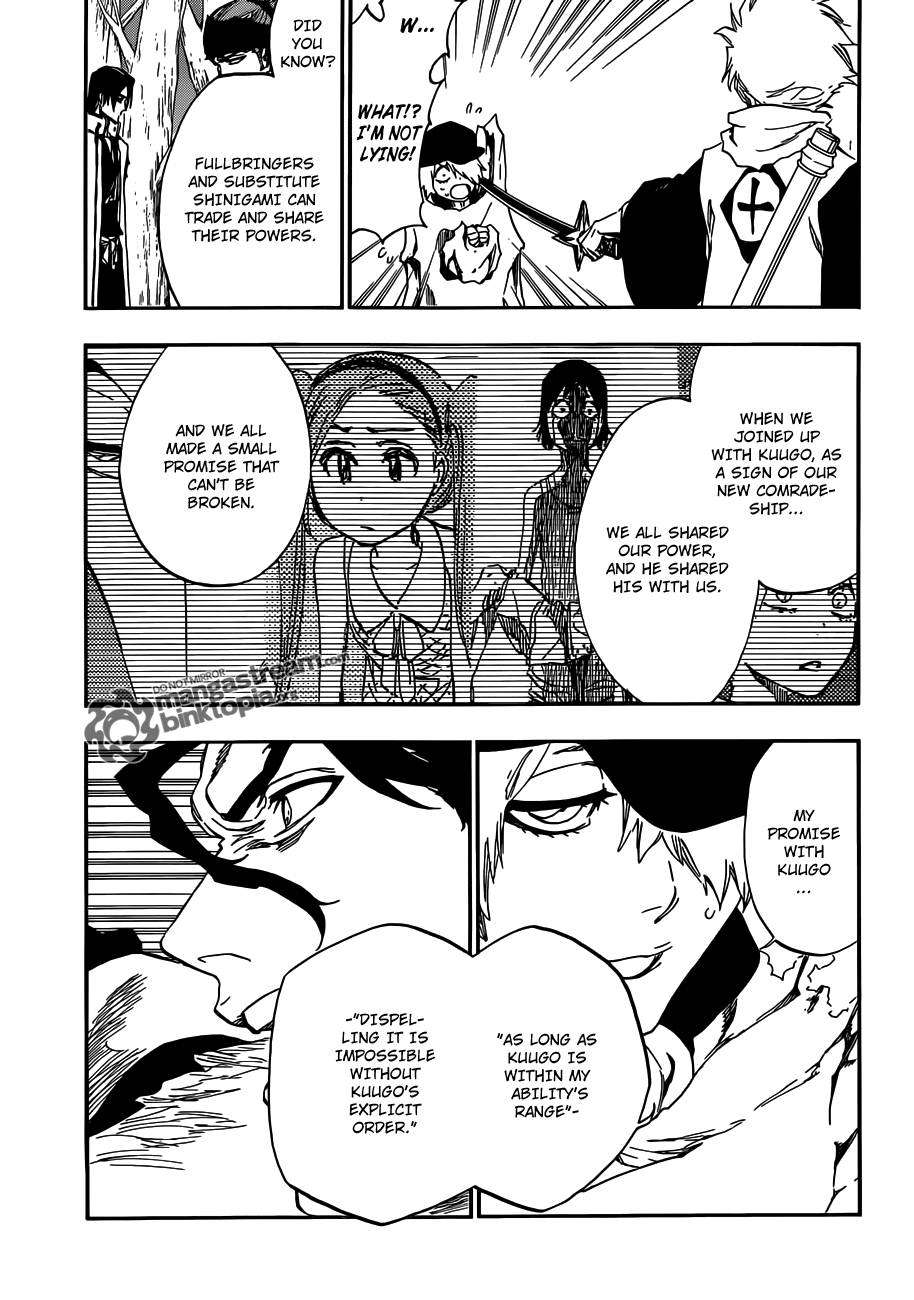 W...
WHAT!?
I'M NOT
LYING!
DID
YOU
KNOW?
FULLBRINGERS
AND SUBSTITUTE
SHINIGAMI CAN
TRADE AND SHARE
THEIR POWERS.
WHEN WE
JOINED UP
WITH KUUGO, AS
A SIGN OF OUR
NEW COMRADE-
SHIP...
WE ALL SHARED
OUR POWER,
AND HE SHARED
HIS WITH US.
AND WE ALL
MADE A SMALL
PROMISE THAT
CAN'T BE
BROKEN.
DO NOT MIRROR
mangastream.com
binktopia.com
MY
PROMISE
WITH
KUUGO
...
"AS LONG AS
KUUGO IS
WITHIN MY
ABILITY'S
RANGE"-
-"DISPEL-
LING IT IS
IMPOSSIBLE
WITHOUT
KUUGO'S
EXPLICIT
ORDER."